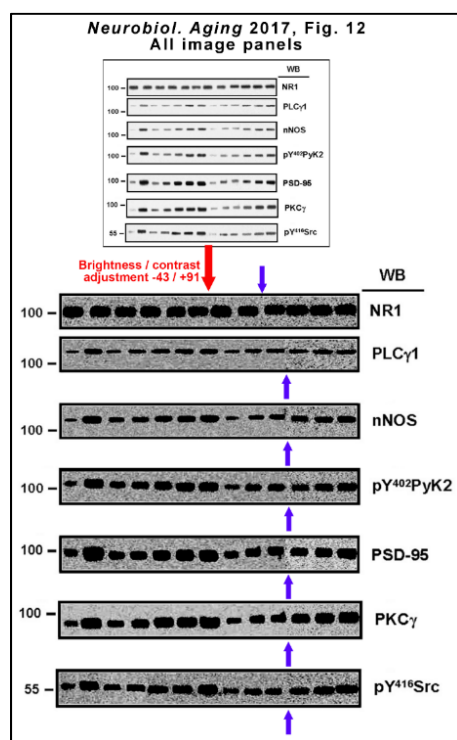 Neurobiol. Aging 2017, Fig. 12
All image panels
WB
100 NR1
100 PLCγ1
100 nNOS
100 pY⁴⁰²PyK2
100 PSD-95
100 PKCγ
55 pY⁴¹⁶Src
Brightness / contrast
adjustment -43 / +91
WB
100 NR1
100 PLCγ1
100 nNOS
100 pY⁴⁰²PyK2
100 PSD-95
100 PKCγ
55 pY⁴¹⁶Src